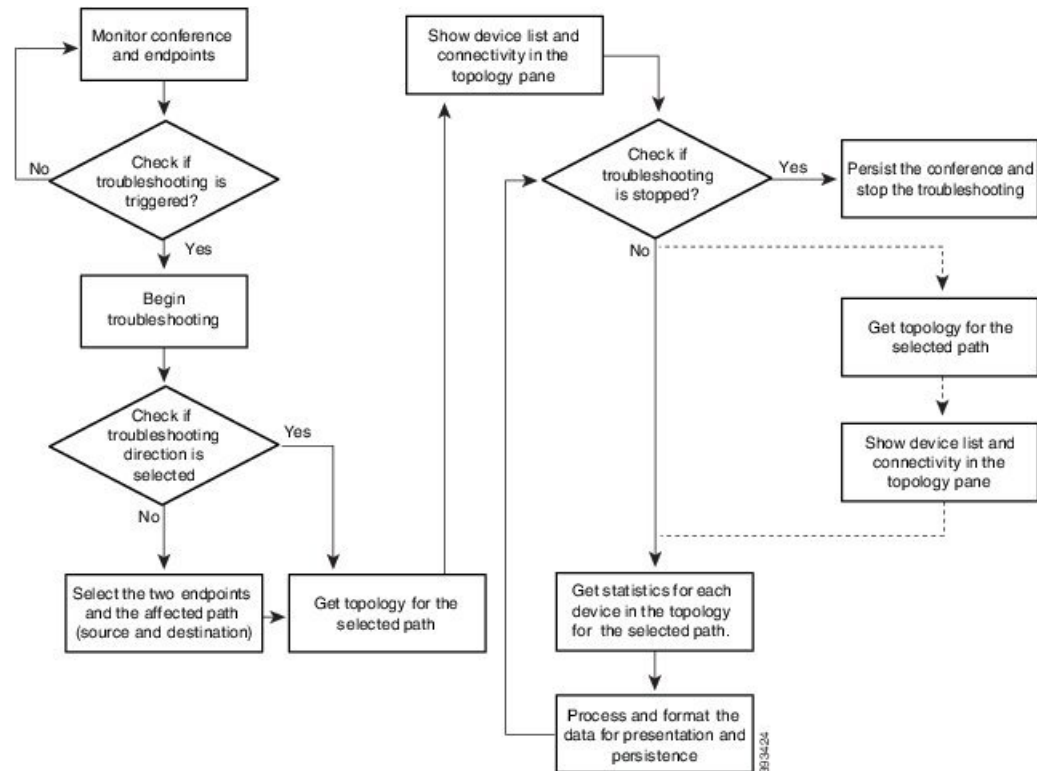 Monitor conference
and endpoints
No
Check if
troubleshooting is
triggered?
Yes
Begin
troubleshooting
Check if
troubleshooting
direction is
selected
Yes
No
Select the two endpoints
and the affected path
(source and destination)
Get topology for the
selected path
Show device list and
connectivity in the
topology pane
Check if
troubleshooting
is stopped?
Yes
Persist the conference and
stop the troubleshooting
No
Get topology for the
selected path
Show device list and
connectivity in the
topology pane
Get statistics for each
device in the topology
for the selected path.
Process and format the
data for presentation and
persistence
393424